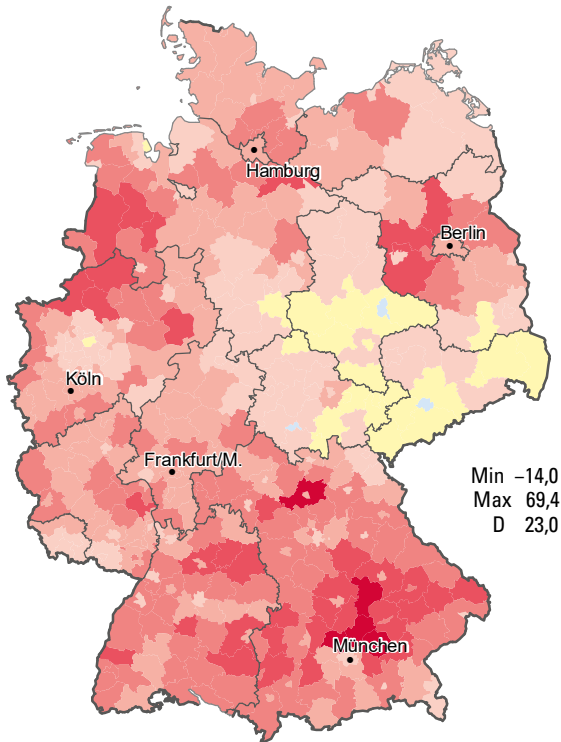 Hamburg
Berlin
Köln
Frankfurt/M.
Min –14,0
Max 69,4
D 23,0
München